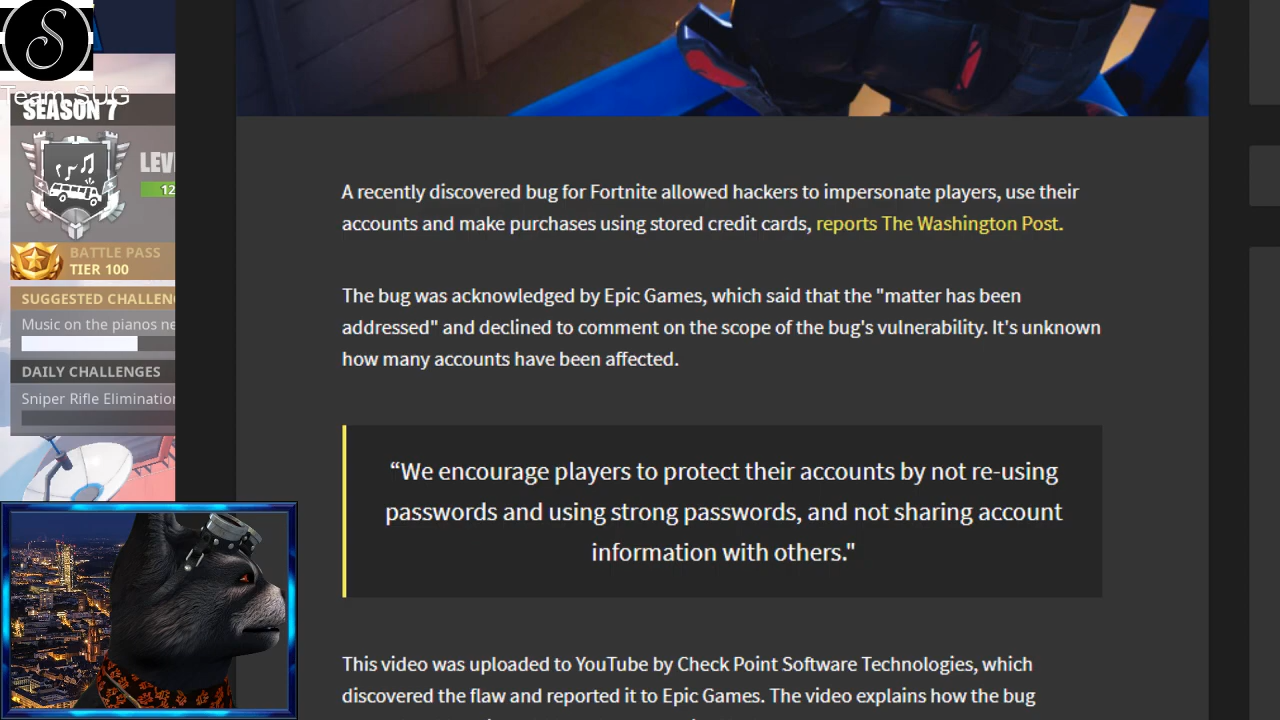 S
Team SUG
SEASON 7
LEV
12
BATTLE PASS
TIER 100
SUGGESTED CHALLEN
Music on the pianos ne
DAILY CHALLENGES
Sniper Rifle Elimination
A recently discovered bug for Fortnite allowed hackers to impersonate players, use their
accounts and make purchases using stored credit cards, reports The Washington Post.
The bug was acknowledged by Epic Games, which said that the "matter has been
addressed" and declined to comment on the scope of the bug's vulnerability. It's unknown
how many accounts have been affected.
“We encourage players to protect their accounts by not re-using
passwords and using strong passwords, and not sharing account
information with others."
This video was uploaded to YouTube by Check Point Software Technologies, which
discovered the flaw and reported it to Epic Games. The video explains how the bug